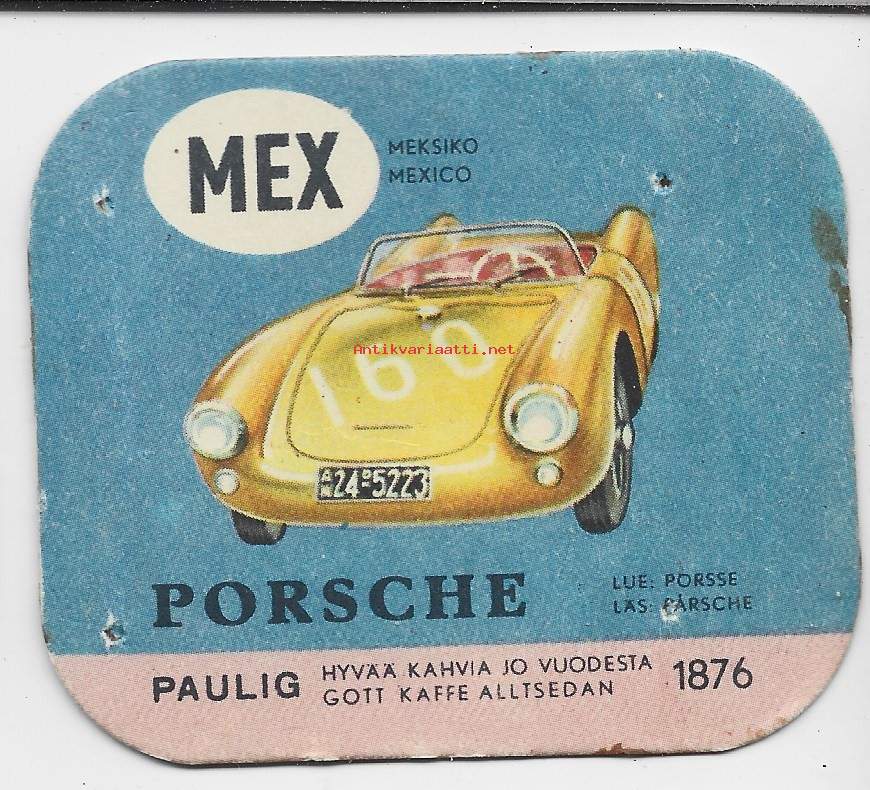 MEX
MEKSIKO
MEXICO
Antikvariaatti.net
160
24 5223
PORSCHE
LUE: PORSSE
LÄS: PÅRSCHE
PAULIG
HYVÄÄ KAHVIA JO VUODESTA
GOTT KAFFE ALLTSEDAN
1876